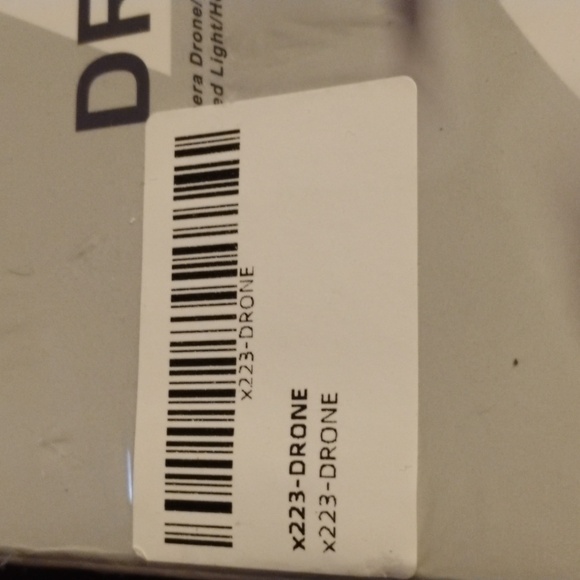 DR
era Drone/
ed Light/H
x223-DRONE
x223-DRONE
x223-DRONE